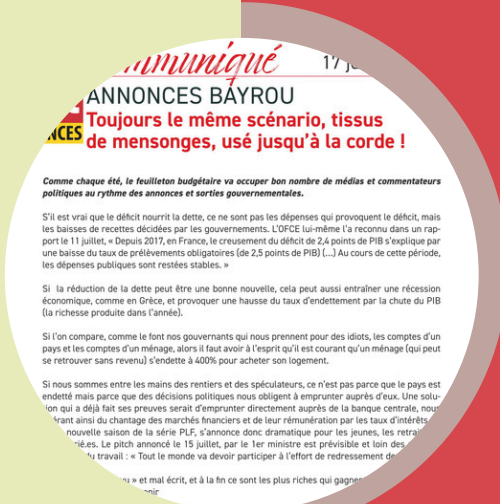 17
ANNONCES BAYROU
Toujours le même scénario, tissus
de mensonges, usé jusqu'à la corde !
Comme chaque été, le feuilleton budgétaire va occuper bon nombre de médias et commentateurs
politiques au rythme des annonces et sorties gouvernementales.
S'il est vrai que le déficit nourrit la dette, ce ne sont pas les dépenses qui provoquent le déficit, mais
les baisses de recettes décidées par les gouvernements. L'OFCE lui-même l'a reconnu dans un rap-
port le 11 juillet, « Depuis 2017, en France, le creusement du déficit de 2,4 points de PIB s'explique par
une baisse du taux de prélèvements obligatoires (de 2,5 points de PIB) (...) Au cours de cette période,
les dépenses publiques sont restées stables. »
Si la réduction de la dette peut être une bonne nouvelle, cela peut aussi entraîner une récession
économique, comme en Grèce, et provoquer une hausse du taux d'endettement par la chute du PIB
(la richesse produite dans l'année).
Si l'on compare, comme le font nos gouvernants qui nous prennent pour des idiots, les comptes d'un
pays et les comptes d'un ménage, alors il faut avoir à l'esprit qu'il est courant qu'un ménage (qui peut
se retrouver sans revenu) s'endette à 400% pour acheter son logement.
Si nous sommes entre les mains des rentiers et des spéculateurs, ce n'est pas parce que le pays est
endetté mais parce que des décisions politiques nous obligent à emprunter auprès d'eux. Une solu-
qui a déjà fait ses preuves serait d'emprunter directement auprès de la banque centrale, nous
ainsi du chantage des marchés financiers et de leur rémunération par les taux d'intérêts
nouvelle saison de la série PLF, s'annonce donc dramatique pour les jeunes, les
Le pitch annoncé le 15 juillet, par le 1er ministre est prévisible et loin des
du travail : « Tout le monde va devoir participer à l'effort de redressement
» et mal écrit, et à la fin ce sont les plus riches qui